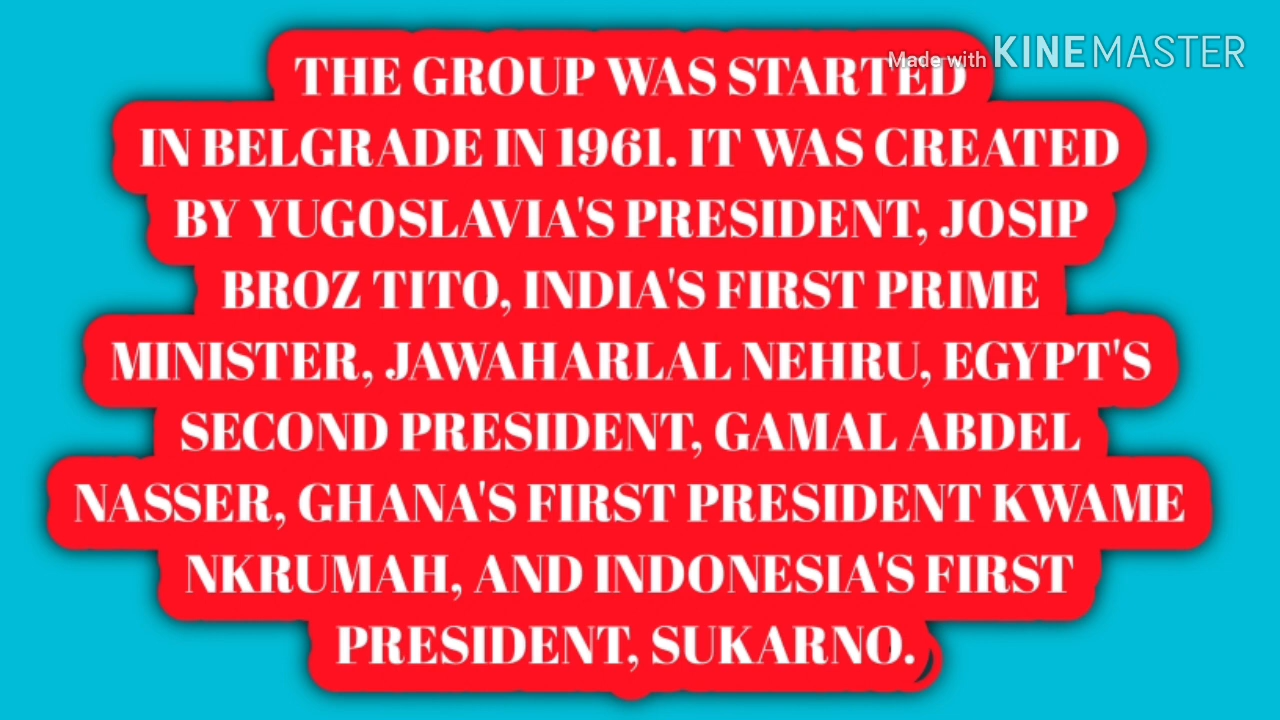 Made with KINEMASTER
THE GROUP WAS STARTED
IN BELGRADE IN 1961. IT WAS CREATED
BY YUGOSLAVIA'S PRESIDENT, JOSIP
BROZ TITO, INDIA'S FIRST PRIME
MINISTER, JAWAHARLAL NEHRU, EGYPT'S
SECOND PRESIDENT, GAMAL ABDEL
NASSER, GHANA'S FIRST PRESIDENT KWAME
NKRUMAH, AND INDONESIA'S FIRST
PRESIDENT, SUKARNO.